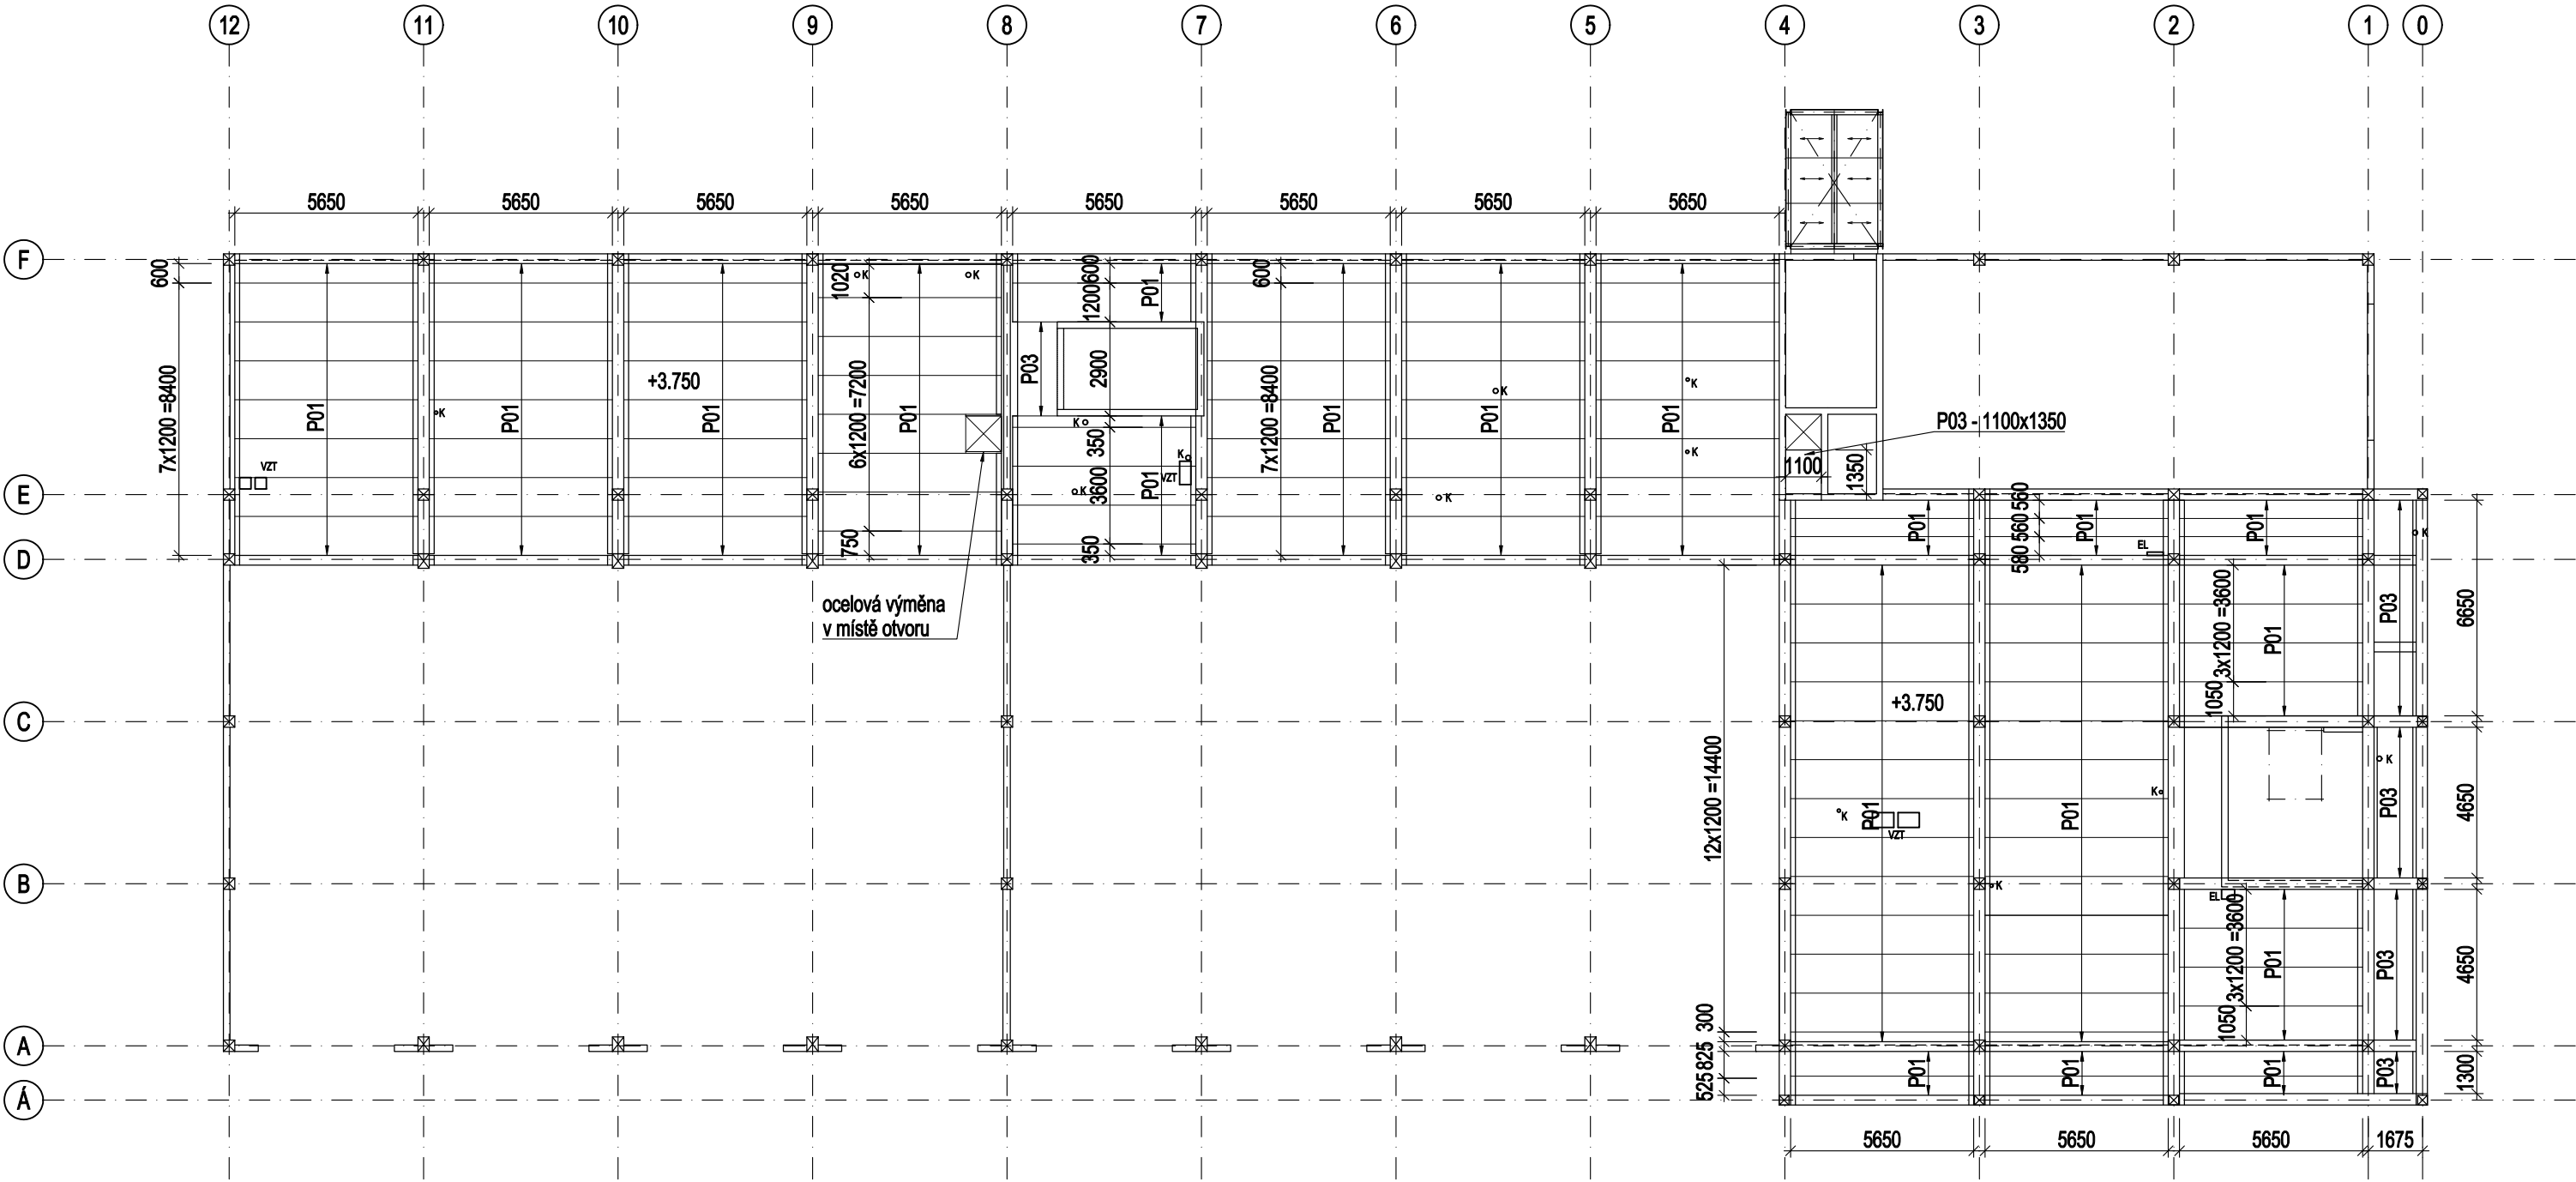 12 11 10 9 8 7 6 5 4 3 2 1 0
5650 5650 5650 5650 5650 5650 5650 5650
F
600
1020
K
K
1200
600
P01
600
7x1200 =8400
+3.750
P03
2900
P01
P01
P01
6x1200 =7200
P01
K
K
350
7x1200 =8400
P01
K
P01
K
P01
K
P03 - 1100x1350
1100
1350
VZT
3600
K
P01
K
VZT
K
E
750
350
D
ocelová výměna
v místě otvoru
P01
560
560
580
P01
EL
P01
K
3x1200 =3600
P01
P03
6650
1050
+3.750
C
12x1200 =14400
K
P01
VZT
P01
K
K
P03
4650
B
K
EL
3x1200 =3600
P01
P03
4650
1050
300
A
825
525
P01
P01
P01
P03
1300
Á
5650 5650 5650 1675